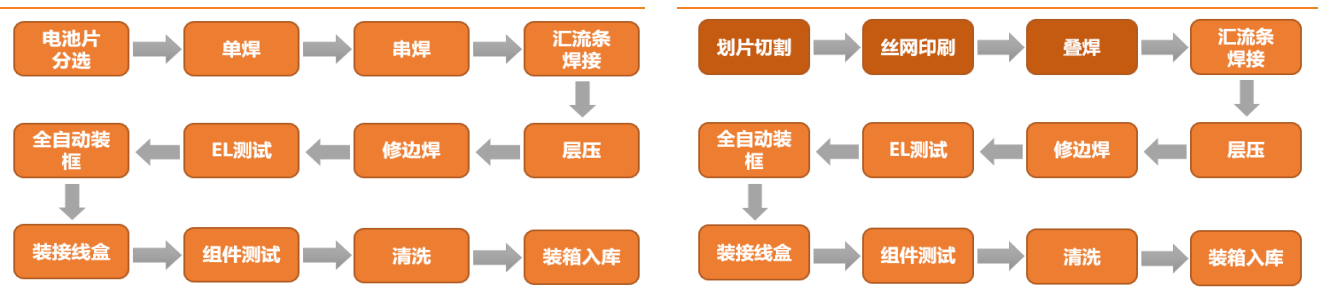 电池片
分选
单焊
串焊
汇流条
焊接
层压
修边焊
EL测试
全自动装
框
装接线盒
组件测试
清洗
装箱入库
划片切割
丝网印刷
叠焊
汇流条
焊接
层压
修边焊
EL测试
全自动装
框
装接线盒
组件测试
清洗
装箱入库